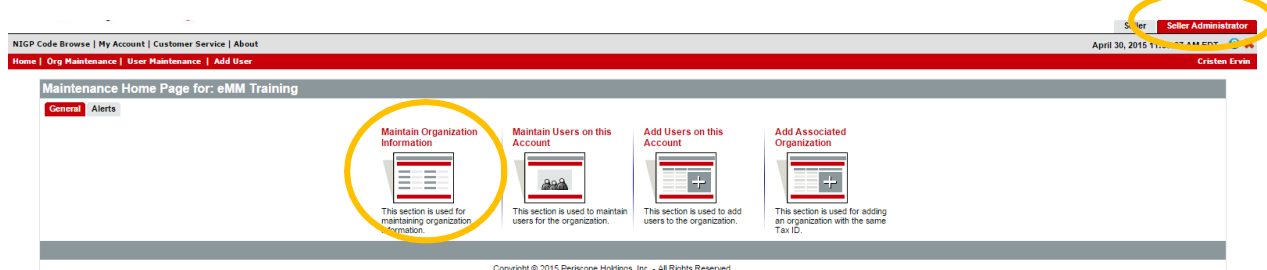 Seller Administrator
NIGP Code Browse | My Account | Customer Service | About
April 30, 2015
Home | Org Maintenance | User Maintenance | Add User
Cristen Ervin
Maintenance Home Page for: eMM Training
General Alerts
Maintain Organization Information
This section is used for maintaining organization information.
Maintain Users on this Account
This section is used to maintain users for the organization.
Add Users on this Account
This section is used to add users to the organization.
Add Associated Organization
This section is used for adding an organization with the same Tax ID.
Copyright © 2015 Periscope Holdings, Inc. - All Rights Reserved.